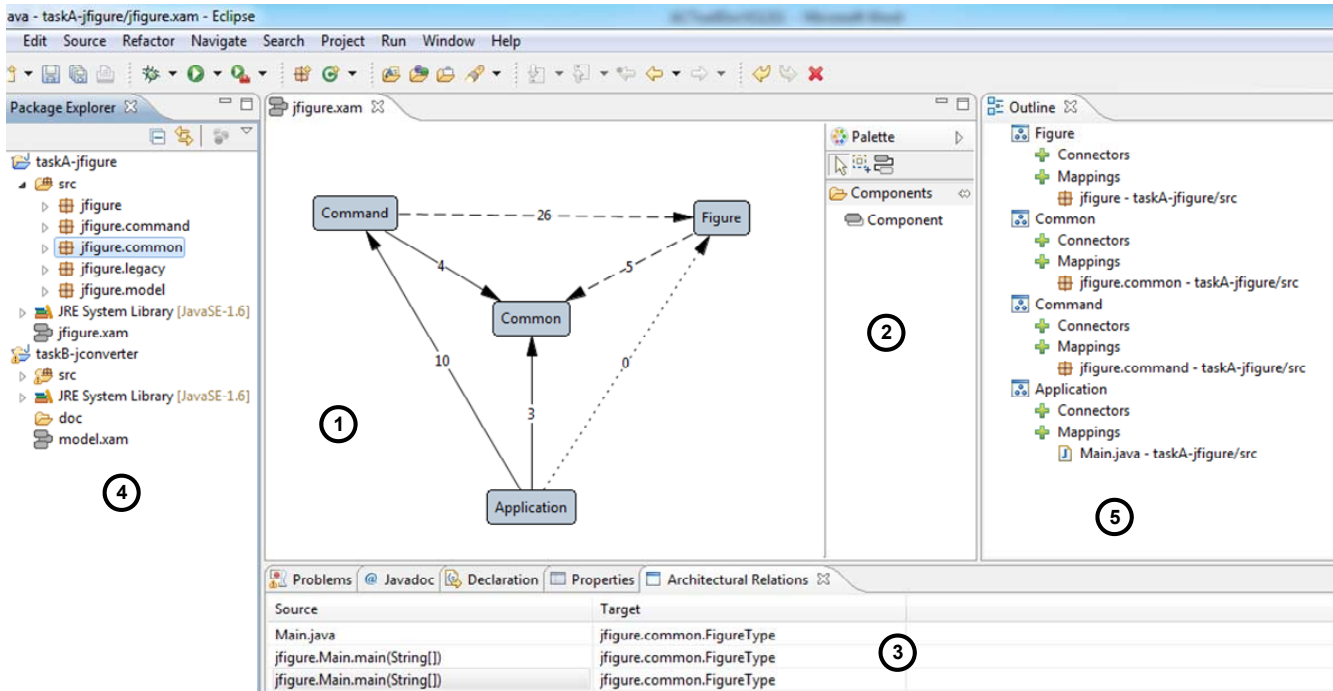 ava - taskA-jfigure/jfigure.xam - Eclipse
Edit Source Refactor Navigate Search Project Run Window Help
Package Explorer
taskA-jfigure
src
jfigure
jfigure.command
jfigure.common
jfigure.legacy
jfigure.model
JRE System Library [JavaSE-1.6]
jfigure.xam
taskB-jconverter
src
JRE System Library [JavaSE-1.6]
doc
model.xam
4
jfigure.xam
Command
26
Figure
4
5
Common
10
0
3
1
Application
Palette
Components
Component
2
Outline
Figure
Connectors
Mappings
jfigure - taskA-jfigure/src
Common
Connectors
Mappings
jfigure.common - taskA-jfigure/src
Command
Connectors
Mappings
jfigure.command - taskA-jfigure/src
Application
Connectors
Mappings
Main.java - taskA-jfigure/src
5
Problems @ Javadoc Declaration Properties Architectural Relations
Source Target
Main.java jfigure.common.FigureType
jfigure.Main.main(String[]) jfigure.common.FigureType
jfigure.Main.main(String[]) jfigure.common.FigureType
3